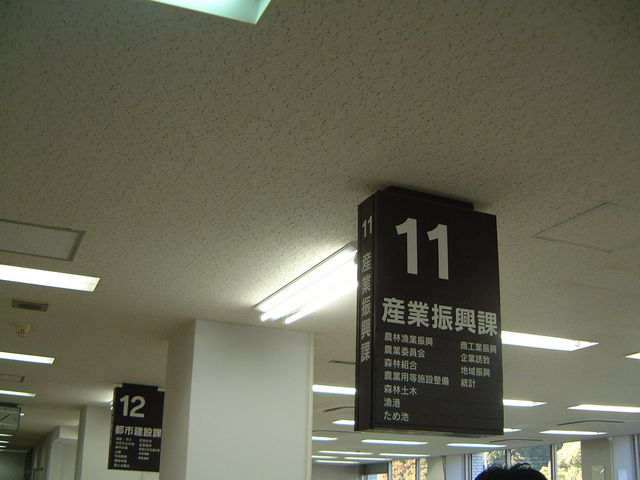 11
産業振興課
農林漁業振興
農業委員会
森林組合
農業用等施設整備
森林土木
漁港
ため池
商工業振興
企業誘致
地域振興
統計
11産業振興課
12
都市建設課